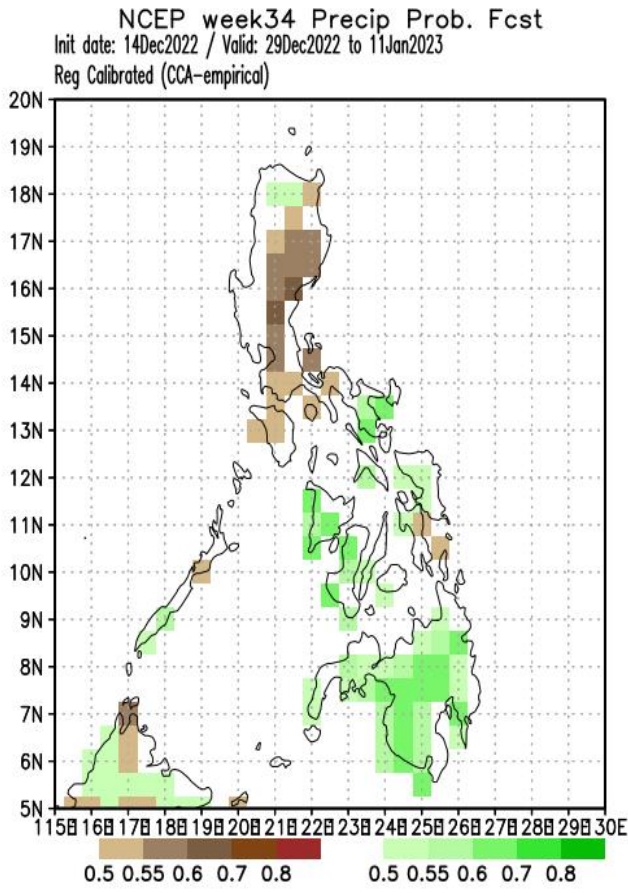 NCEP week34 Precip Prob. Fcst
Init date: 14Dec2022 / Valid: 29Dec2022 to 11Jan2023
Reg Calibrated (CCA-empirical)
20N
19N
18N
17N
16N
15N
14N
13N
12N
11N
10N
9N
8N
7N
6N
5N
115E 116E 117E 118E 119E 120E 121E 122E 123E 124E 125E 126E 127E 128E 129E 130E
0.5 0.55 0.6 0.7 0.8 0.5 0.55 0.6 0.7 0.8